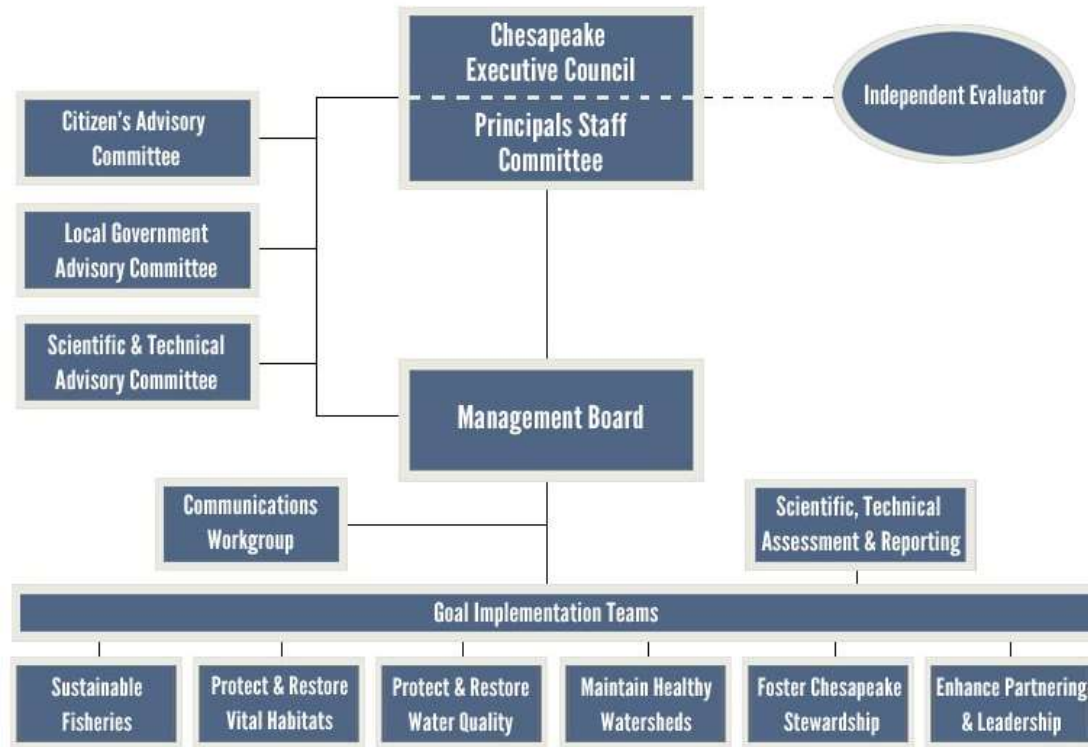 Chesapeake
Executive Council
Principals Staff
Committee
Independent Evaluator
Citizen's Advisory
Committee
Local Government
Advisory Committee
Scientific & Technical
Advisory Committee
Management Board
Communications
Workgroup
Scientific, Technical
Assessment & Reporting
Goal Implementation Teams
Sustainable
Fisheries
Protect & Restore
Vital Habitats
Protect & Restore
Water Quality
Maintain Healthy
Watersheds
Foster Chesapeake
Stewardship
Enhance Partnering
& Leadership